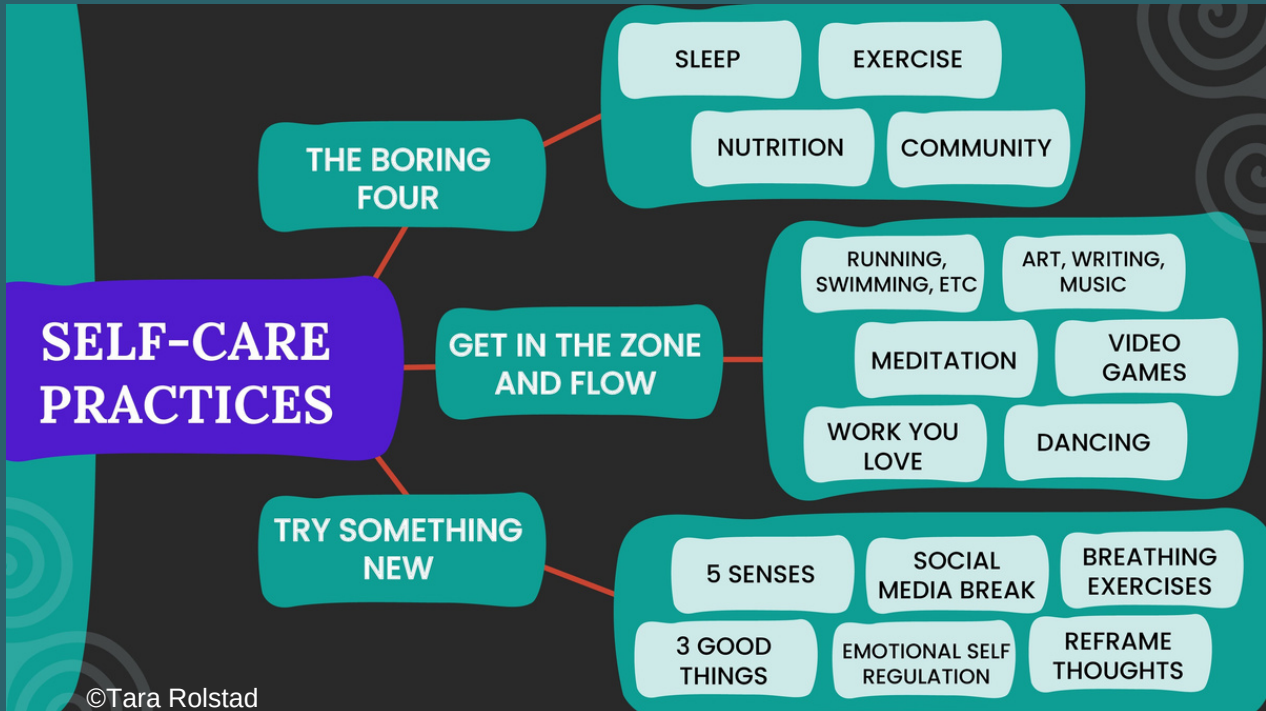 SELF-CARE
PRACTICES
THE BORING
FOUR
SLEEP
EXERCISE
NUTRITION
COMMUNITY
GET IN THE ZONE
AND FLOW
RUNNING,
SWIMMING, ETC
ART, WRITING,
MUSIC
MEDITATION
VIDEO
GAMES
WORK YOU
LOVE
DANCING
TRY SOMETHING
NEW
5 SENSES
SOCIAL
MEDIA BREAK
BREATHING
EXERCISES
3 GOOD
THINGS
EMOTIONAL SELF
REGULATION
REFRAME
THOUGHTS
©Tara Rolstad